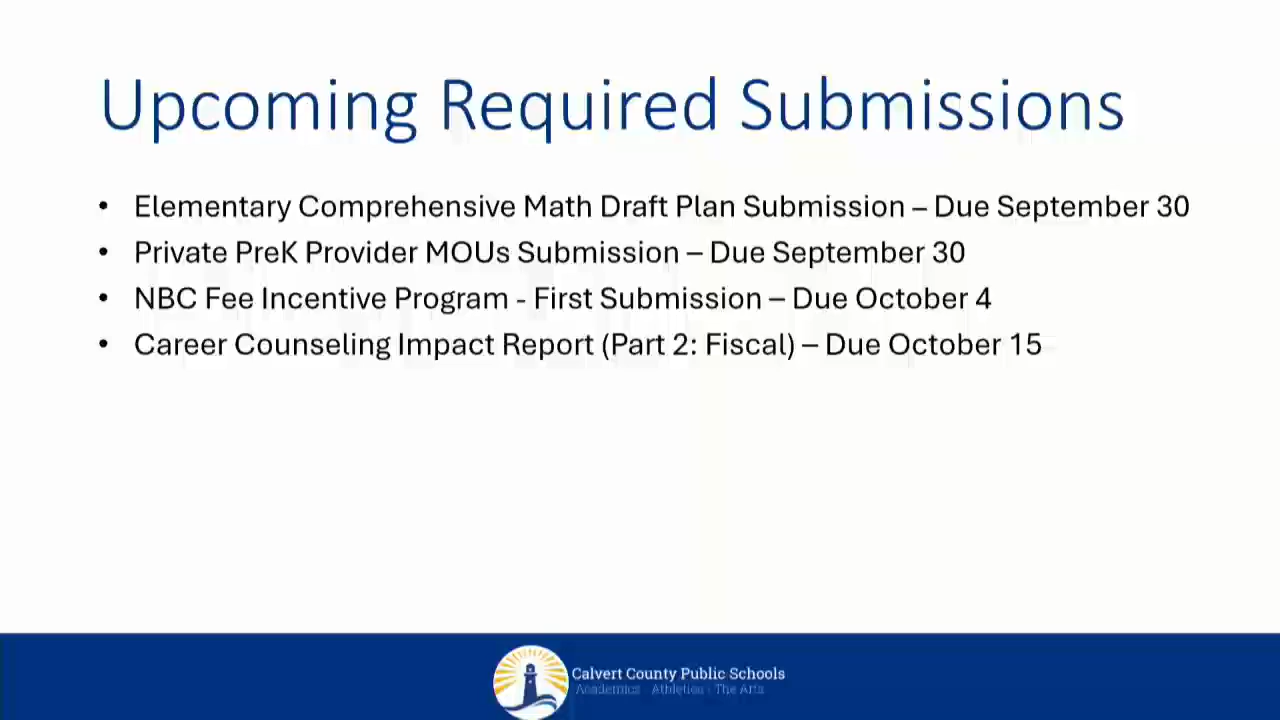 Upcoming Required Submissions
• Elementary Comprehensive Math Draft Plan Submission – Due September 30
• Private PreK Provider MOUs Submission – Due September 30
• NBC Fee Incentive Program - First Submission – Due October 4
• Career Counseling Impact Report (Part 2: Fiscal) – Due October 15
Calvert County Public Schools
Academics · Athletics · The Arts